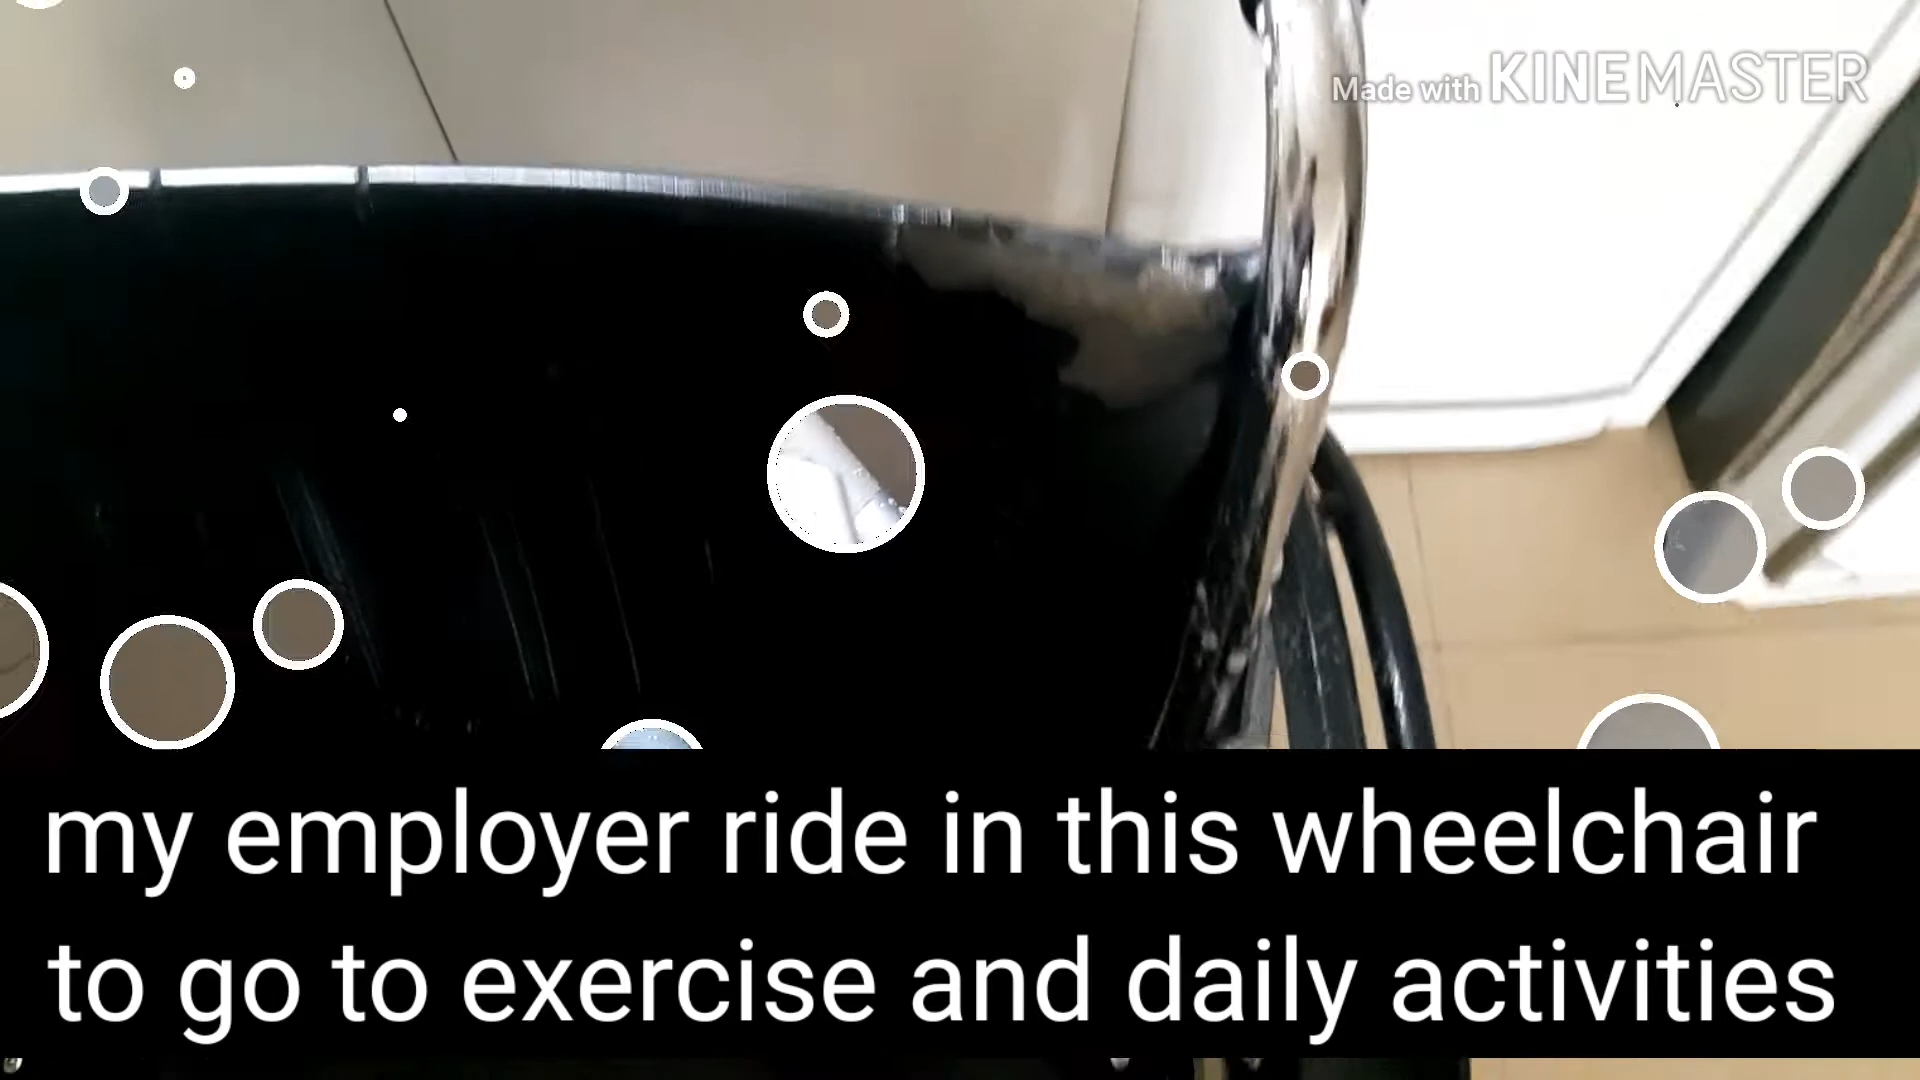 Made with KINEMASTER
my employer ride in this wheelchair
to go to exercise and daily activities